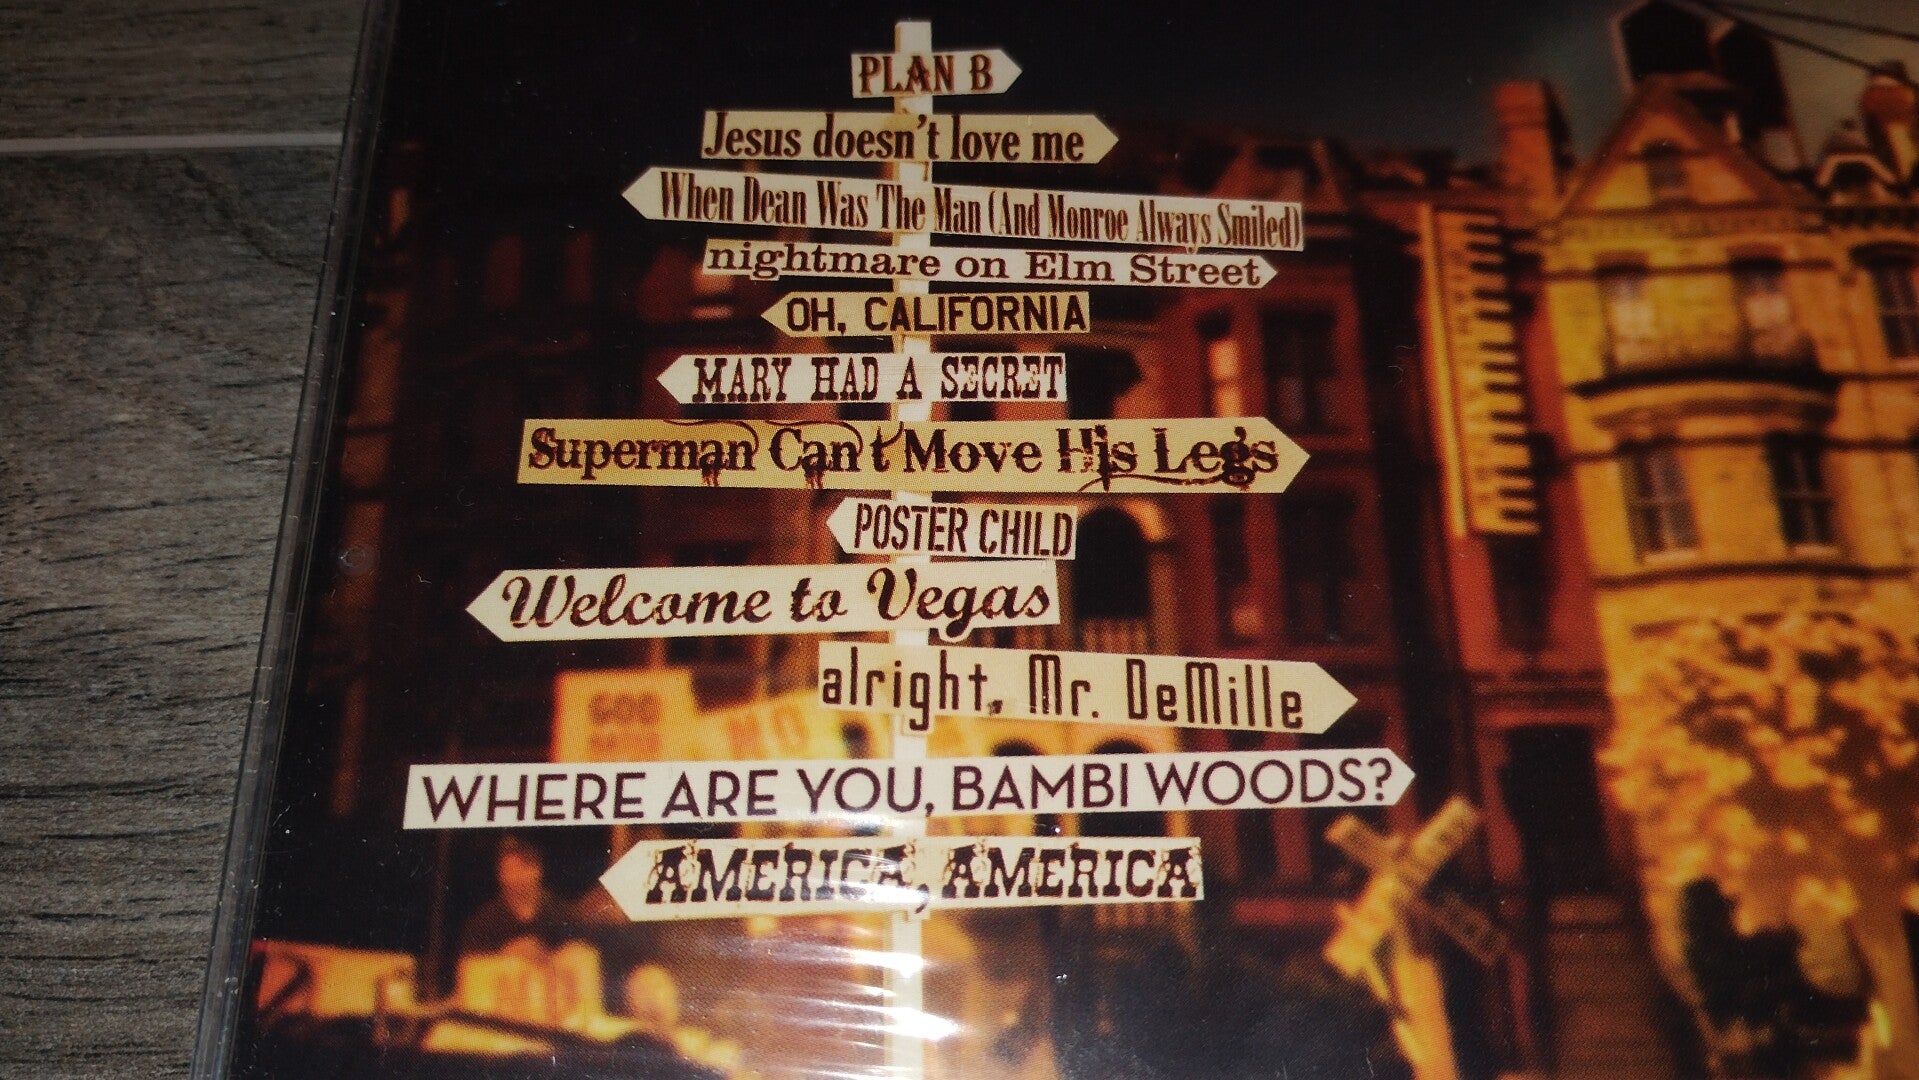 PLAN B
Jesus doesn't love me
When Dean Was The Man (And Monroe Always Smiled)
nightmare on Elm Street
OH, CALIFORNIA
MARY HAD A SECRET
Superman Can't Move His Legs
POSTER CHILD
Welcome to Vegas
alright, Mr. DeMille
WHERE ARE YOU, BAMBI WOODS?
AMERICA, AMERICA
GOD
NO